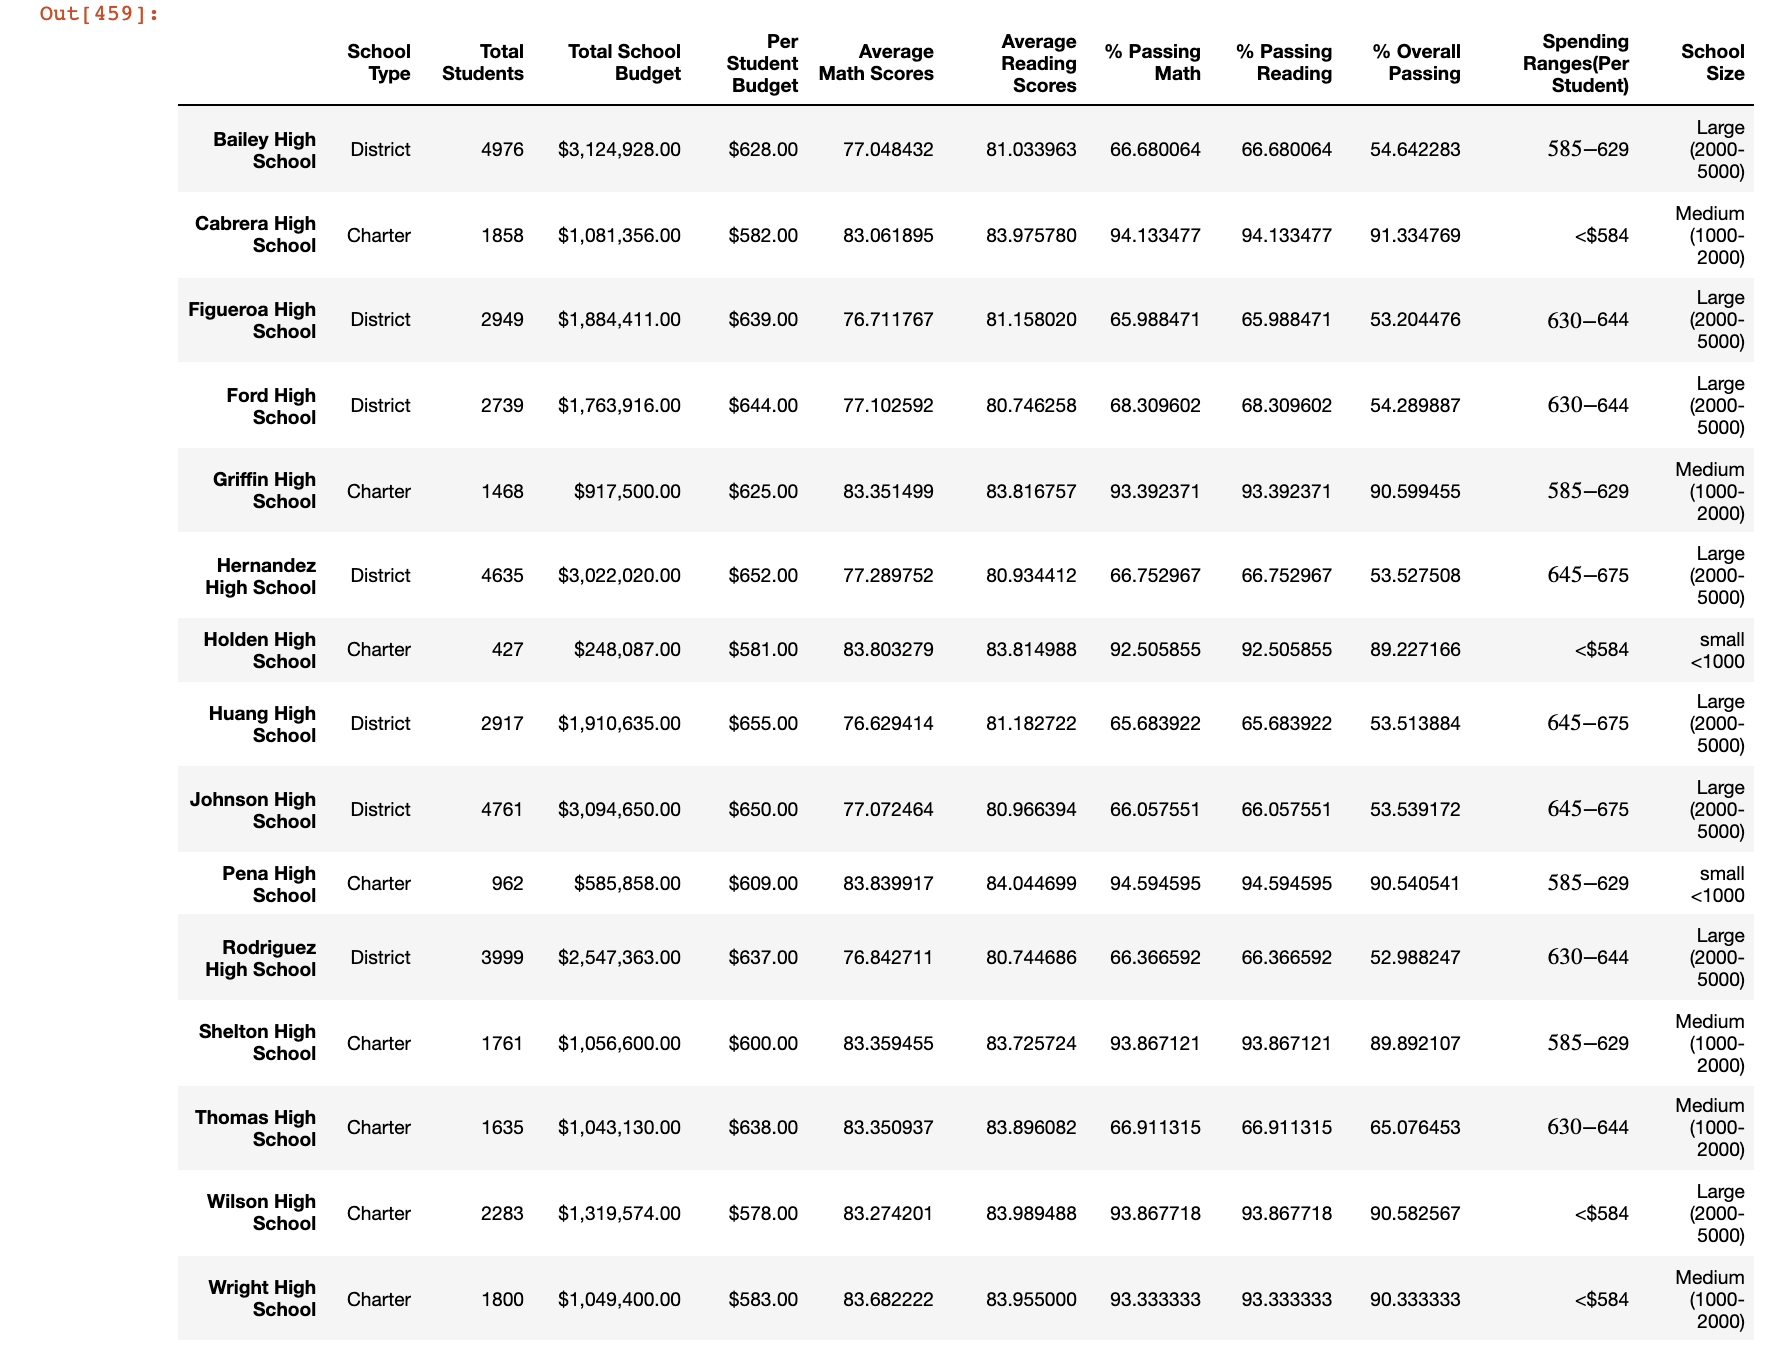 Out[459]:
School Type Total Students Total School Budget Per Student Budget Average Math Scores Average Reading Scores % Passing Math % Passing Reading % Overall Passing Spending Ranges(Per Student) School Size
Bailey High School District 4976 $3,124,928.00 $628.00 77.048432 81.033963 66.680064 66.680064 54.642283 585–629 Large (2000-5000)
Cabrera High School Charter 1858 $1,081,356.00 $582.00 83.061895 83.975780 94.133477 94.133477 91.334769 <$584 Medium (1000-2000)
Figueroa High School District 2949 $1,884,411.00 $639.00 76.711767 81.158020 65.988471 65.988471 53.204476 630–644 Large (2000-5000)
Ford High School District 2739 $1,763,916.00 $644.00 77.102592 80.746258 68.309602 68.309602 54.289887 630–644 Large (2000-5000)
Griffin High School Charter 1468 $917,500.00 $625.00 83.351499 83.816757 93.392371 93.392371 90.599455 585–629 Medium (1000-2000)
Hernandez High School District 4635 $3,022,020.00 $652.00 77.289752 80.934412 66.752967 66.752967 53.527508 645–675 Large (2000-5000)
Holden High School Charter 427 $248,087.00 $581.00 83.803279 83.814988 92.505855 92.505855 89.227166 <$584 small <1000
Huang High School District 2917 $1,910,635.00 $655.00 76.629414 81.182722 65.683922 65.683922 53.513884 645–675 Large (2000-5000)
Johnson High School District 4761 $3,094,650.00 $650.00 77.072464 80.966394 66.057551 66.057551 53.539172 645–675 Large (2000-5000)
Pena High School Charter 962 $585,858.00 $609.00 83.839917 84.044699 94.594595 94.594595 90.540541 585–629 small <1000
Rodriguez High School District 3999 $2,547,363.00 $637.00 76.842711 80.744686 66.366592 66.366592 52.988247 630–644 Large (2000-5000)
Shelton High School Charter 1761 $1,056,600.00 $600.00 83.359455 83.725724 93.867121 93.867121 89.892107 585–629 Medium (1000-2000)
Thomas High School Charter 1635 $1,043,130.00 $638.00 83.350937 83.896082 66.911315 66.911315 65.076453 630–644 Medium (1000-2000)
Wilson High School Charter 2283 $1,319,574.00 $578.00 83.274201 83.989488 93.867718 93.867718 90.582567 <$584 Large (2000-5000)
Wright High School Charter 1800 $1,049,400.00 $583.00 83.682222 83.955000 93.333333 93.333333 90.333333 <$584 Medium (1000-2000)